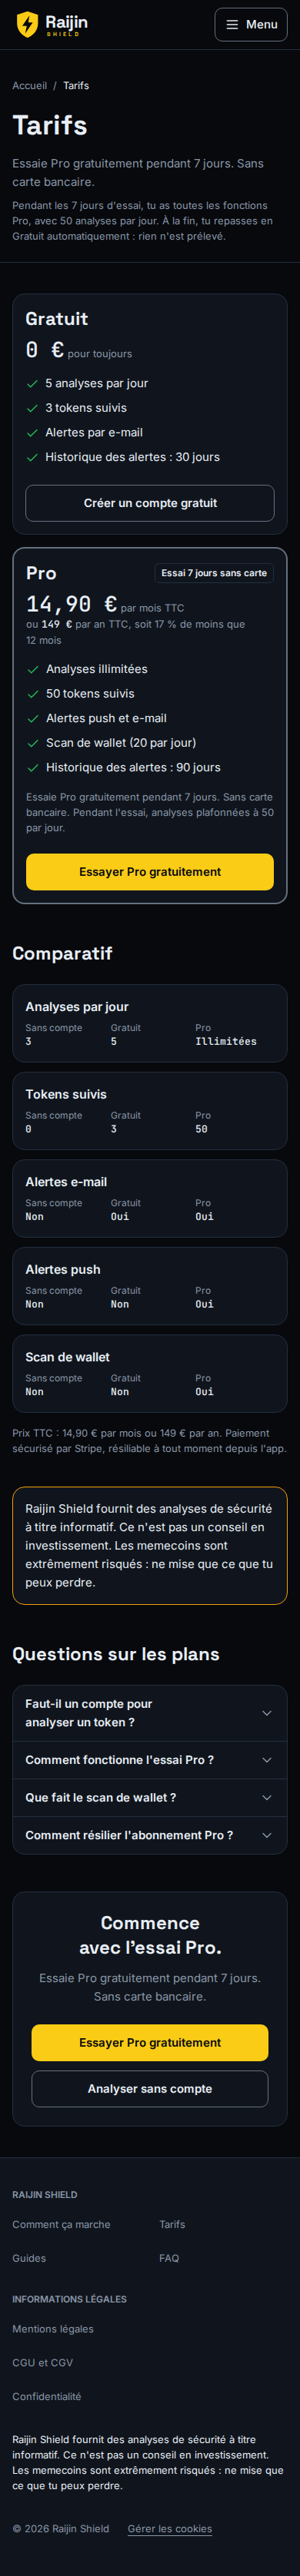 Raijin
SHIELD
Menu
Accueil / Tarifs
Tarifs
Essaie Pro gratuitement pendant 7 jours. Sans
carte bancaire.
Pendant les 7 jours d'essai, tu as toutes les fonctions
Pro, avec 50 analyses par jour. À la fin, tu repasses en
Gratuit automatiquement : rien n'est prélevé.
Gratuit
0 € pour toujours
5 analyses par jour
3 tokens suivis
Alertes par e-mail
Historique des alertes : 30 jours
Créer un compte gratuit
Pro
Essai 7 jours sans carte
14,90 € par mois TTC
ou 149 € par an TTC, soit 17 % de moins que
12 mois
Analyses illimitées
50 tokens suivis
Alertes push et e-mail
Scan de wallet (20 par jour)
Historique des alertes : 90 jours
Essaie Pro gratuitement pendant 7 jours. Sans carte
bancaire. Pendant l'essai, analyses plafonnées à 50
par jour.
Essayer Pro gratuitement
Comparatif
Analyses par jour
Sans compte Gratuit Pro
3 5 Illimitées
Tokens suivis
Sans compte Gratuit Pro
0 3 50
Alertes e-mail
Sans compte Gratuit Pro
Non Oui Oui
Alertes push
Sans compte Gratuit Pro
Non Non Oui
Scan de wallet
Sans compte Gratuit Pro
Non Non Oui
Prix TTC : 14,90 € par mois ou 149 € par an. Paiement
sécurisé par Stripe, résiliable à tout moment depuis l'app.
Raijin Shield fournit des analyses de sécurité
à titre informatif. Ce n'est pas un conseil en
investissement. Les memecoins sont
extrêmement risqués : ne mise que ce que tu
peux perdre.
Questions sur les plans
Faut-il un compte pour
analyser un token ?
Comment fonctionne l'essai Pro ?
Que fait le scan de wallet ?
Comment résilier l'abonnement Pro ?
Commence
avec l'essai Pro.
Essaie Pro gratuitement pendant 7 jours.
Sans carte bancaire.
Essayer Pro gratuitement
Analyser sans compte
RAIJIN SHIELD
Comment ça marche Tarifs
Guides FAQ
INFORMATIONS LÉGALES
Mentions légales
CGU et CGV
Confidentialité
Raijin Shield fournit des analyses de sécurité à titre
informatif. Ce n'est pas un conseil en investissement.
Les memecoins sont extrêmement risqués : ne mise que
ce que tu peux perdre.
© 2026 Raijin Shield Gérer les cookies